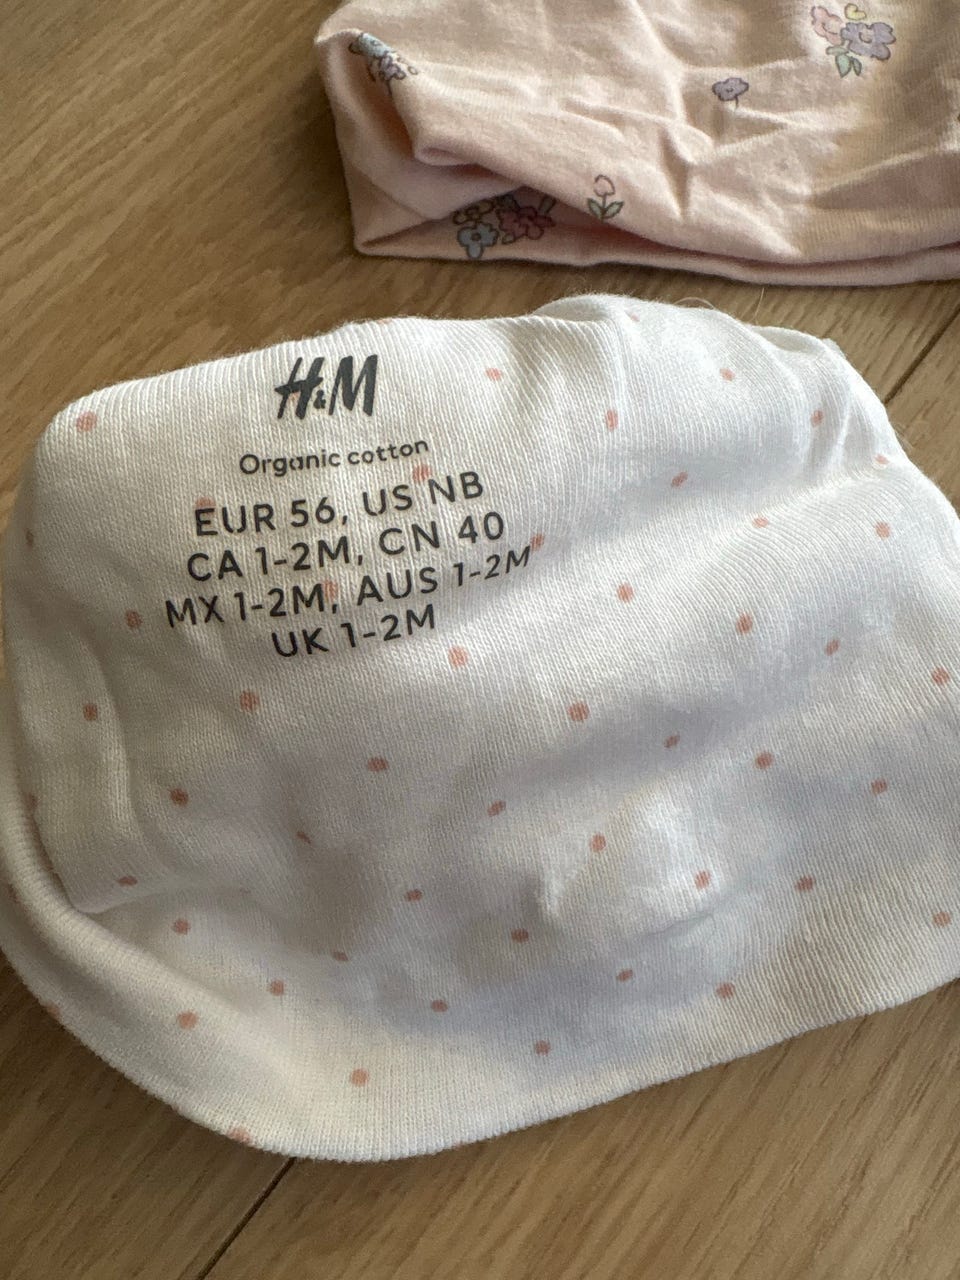 H&M
Organic cotton
EUR 56, US NB
CA 1-2M, CN 40
MX 1-2M, AUS 1-2M
UK 1-2M